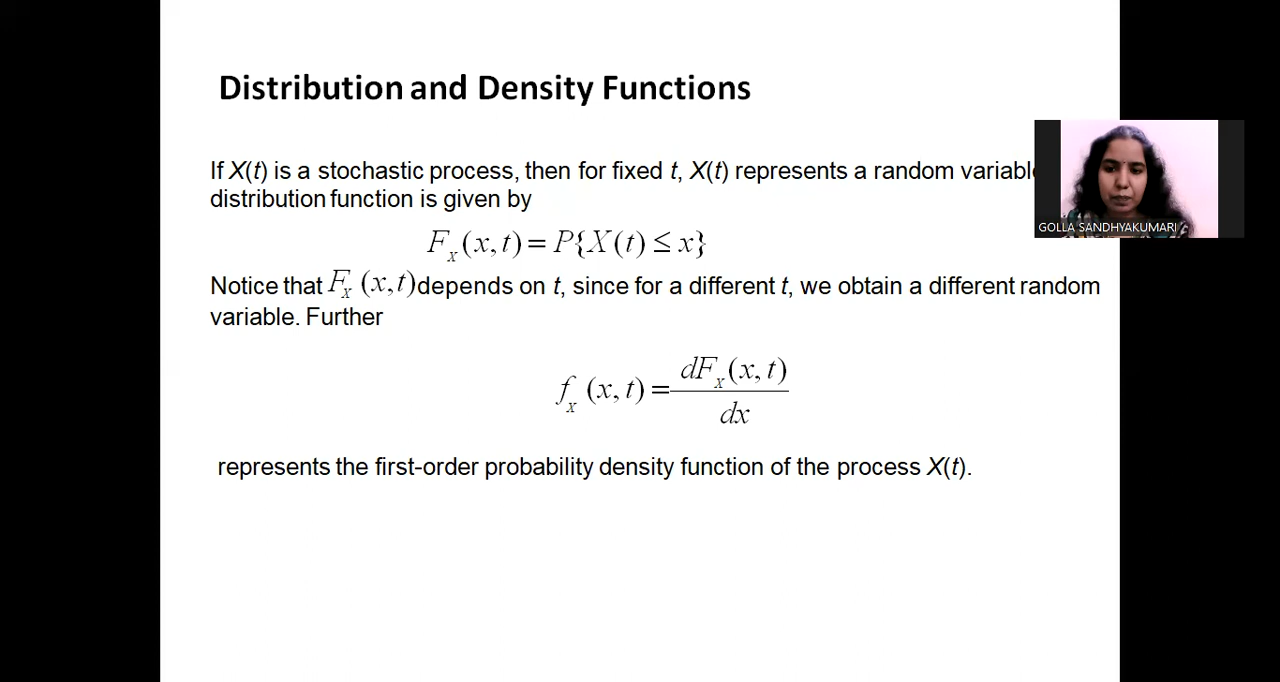 Distribution and Density Functions
If X(t) is a stochastic process, then for fixed t, X(t) represents a random
distribution function is given by
F_X(x,t) = P{X(t) ≤ x}
GOLLA SANDHYAKUMARI
Notice that F_X(x,t) depends on t, since for a different t, we obtain a different random
variable. Further
f_X(x,t) = dF_X(x,t)/dx
represents the first-order probability density function of the process X(t).